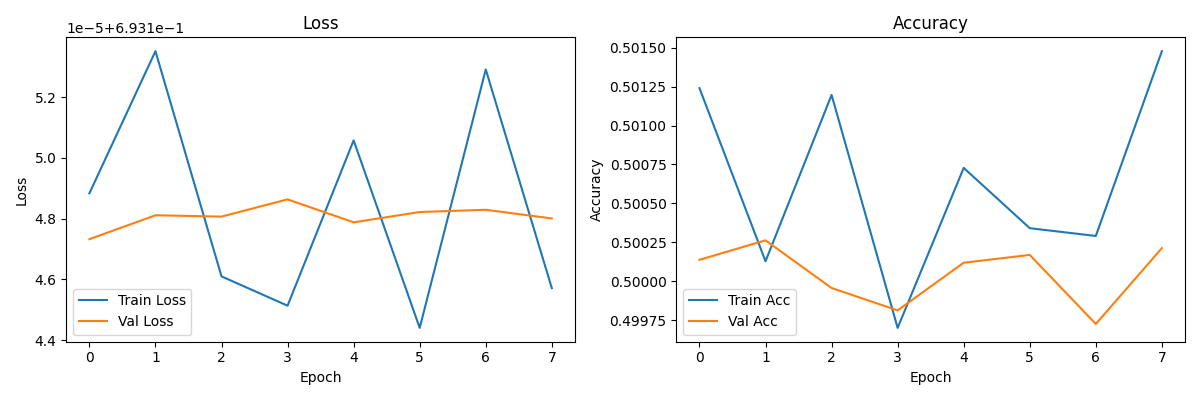 Loss
1e−5+6.931e−1
5.2
5.0
4.8
4.6
4.4
Loss
Train Loss
Val Loss
0 1 2 3 4 5 6 7
Epoch
Accuracy
0.50150
0.50125
0.50100
0.50075
0.50050
0.50025
0.50000
0.49975
Accuracy
Train Acc
Val Acc
0 1 2 3 4 5 6 7
Epoch